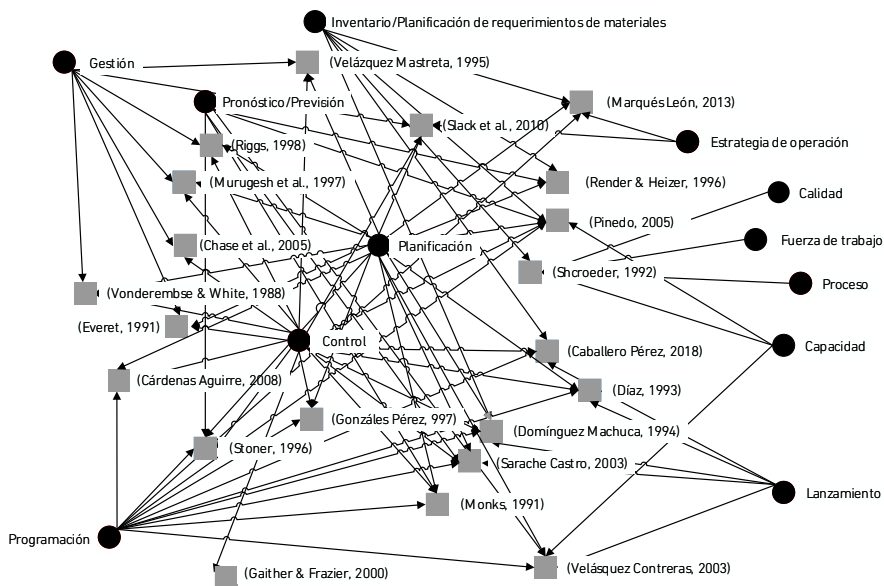 Inventario/Planificación de requerimientos de materiales
Gestión
(Velázquez Mastreta, 1995)
Pronóstico/Previsión
(Marqués León, 2013)
(Slack et al., 2010)
Estrategia de operación
(Riggs, 1998)
(Murugesh et al., 1997)
(Render & Heizer, 1996)
Calidad
(Pinedo, 2005)
(Chase et al., 2005)
Planificación
Fuerza de trabajo
(Shcroeder, 1992)
Proceso
(Vonderembse & White, 1988)
(Everet, 1991)
Control
Capacidad
(Caballero Pérez, 2018)
(Cárdenas Aguirre, 2008)
(Díaz, 1993)
(Gonzáles Pérez, 997)
(Domínguez Machuca, 1994)
(Stoner, 1996)
(Sarache Castro, 2003)
Lanzamiento
(Monks, 1991)
Programación
(Velásquez Contreras, 2003)
(Gaither & Frazier, 2000)